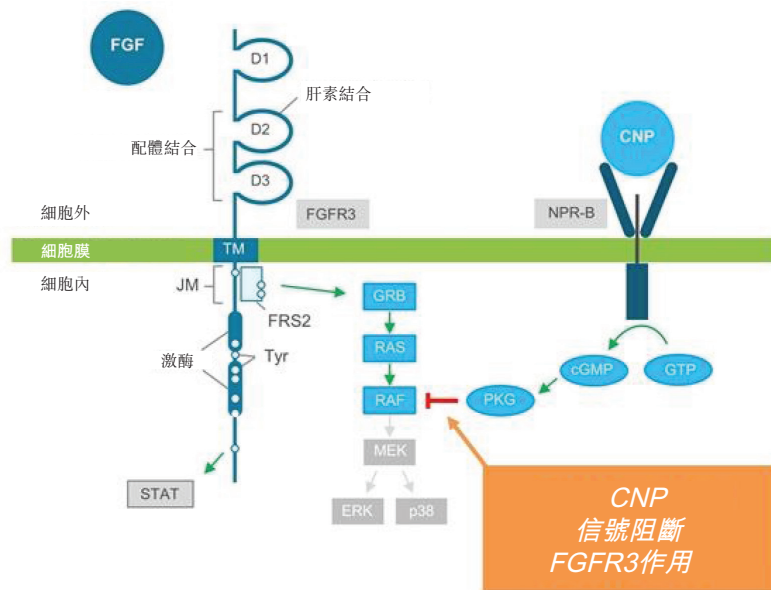 FGF
D1
肝素結合
D2
配體結合
D3
CNP
細胞外
FGFR3
NPR-B
細胞膜
TM
細胞內
JM
GRB
FRS2
RAS
激酶
Tyr
cGMP
GTP
RAF
PKG
MEK
STAT
ERK
p38
CNP
信號阻斷
FGFR3作用